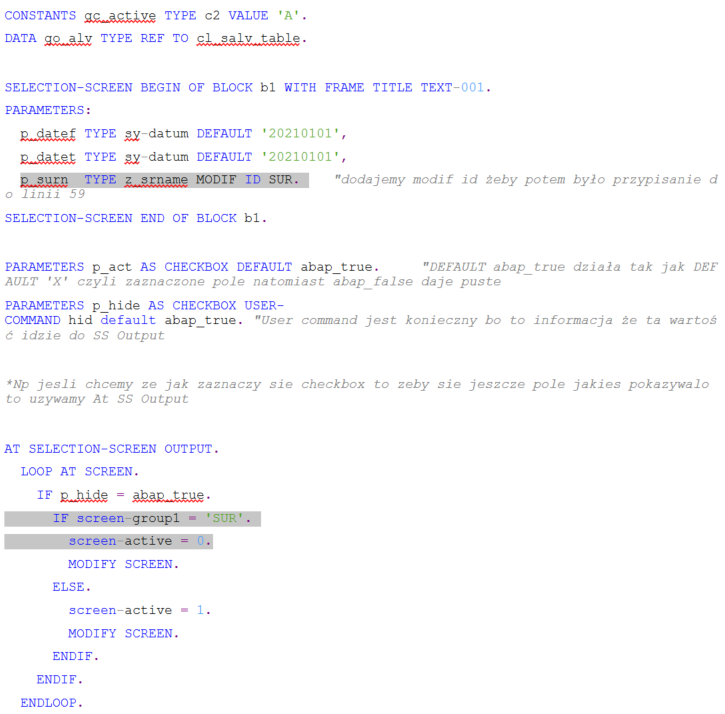 CONSTANTS gc_active TYPE c2 VALUE 'A'.
DATA go_alv TYPE REF TO cl_salv_table.
SELECTION-SCREEN BEGIN OF BLOCK b1 WITH FRAME TITLE TEXT-001.
PARAMETERS:
p_datef TYPE sy-datum DEFAULT '20210101',
p_datet TYPE sy-datum DEFAULT '20210101',
p_surn TYPE z_srname MODIF ID SUR. "dodajemy modif id żeby potem było przypisanie d
o linii 59
SELECTION-SCREEN END OF BLOCK b1.
PARAMETERS p_act AS CHECKBOX DEFAULT abap_true. "DEFAULT abap_true działa tak jak DEF
AULT 'X' czyli zaznaczone pole natomiast abap_false daje puste
PARAMETERS p_hide AS CHECKBOX USER-
COMMAND hid default abap_true. "User command jest konieczny bo to informacja że ta wartoś
ć idzie do SS Output
*Np jesli chcemy ze jak zaznaczy sie checkbox to zeby sie jeszcze pole jakies pokazywalo
to uzywamy At SS Output
AT SELECTION-SCREEN OUTPUT.
LOOP AT SCREEN.
IF p_hide = abap_true.
IF screen-group1 = 'SUR'.
screen-active = 0.
MODIFY SCREEN.
ELSE.
screen-active = 1.
MODIFY SCREEN.
ENDIF.
ENDIF.
ENDLOOP.